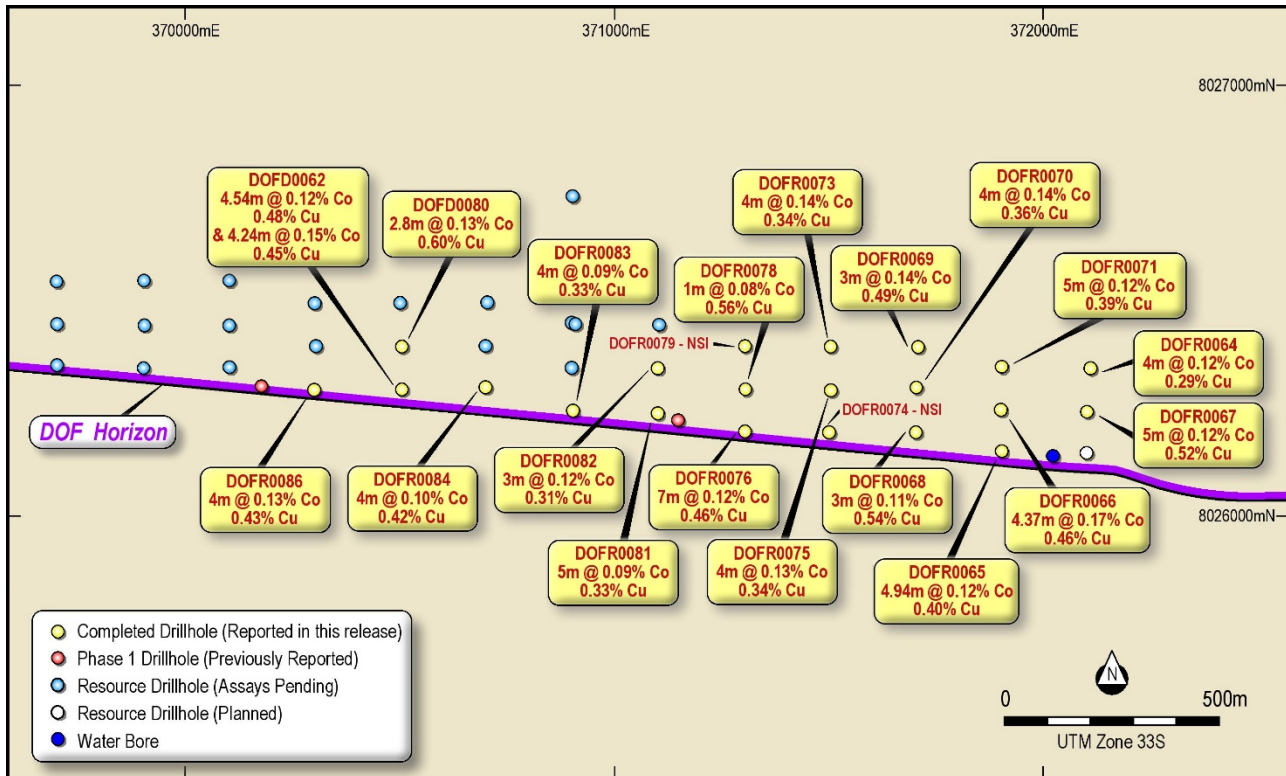 370000mE
371000mE
372000mE
8027000mN
DOFD0062
4.54m @ 0.12% Co
0.48% Cu
& 4.24m @ 0.15% Co
0.45% Cu
DOFD0080
2.8m @ 0.13% Co
0.60% Cu
DOFR0083
4m @ 0.09% Co
0.33% Cu
DOFR0078
1m @ 0.08% Co
0.56% Cu
DOFR0073
4m @ 0.14% Co
0.34% Cu
DOFR0069
3m @ 0.14% Co
0.49% Cu
DOFR0070
4m @ 0.14% Co
0.36% Cu
DOFR0071
5m @ 0.12% Co
0.39% Cu
DOFR0064
4m @ 0.12% Co
0.29% Cu
DOFR0079 - NSI
DOFR0074 - NSI
DOFR0067
5m @ 0.12% Co
0.52% Cu
DOF Horizon
DOFR0086
4m @ 0.13% Co
0.43% Cu
DOFR0084
4m @ 0.10% Co
0.42% Cu
DOFR0082
3m @ 0.12% Co
0.31% Cu
DOFR0081
5m @ 0.09% Co
0.33% Cu
DOFR0076
7m @ 0.12% Co
0.46% Cu
DOFR0075
4m @ 0.13% Co
0.34% Cu
DOFR0068
3m @ 0.11% Co
0.54% Cu
DOFR0065
4.94m @ 0.12% Co
0.40% Cu
DOFR0066
4.37m @ 0.17% Co
0.46% Cu
8026000mN
Completed Drillhole (Reported in this release)
Phase 1 Drillhole (Previously Reported)
Resource Drillhole (Assays Pending)
Resource Drillhole (Planned)
Water Bore
N
0 500m
UTM Zone 33S